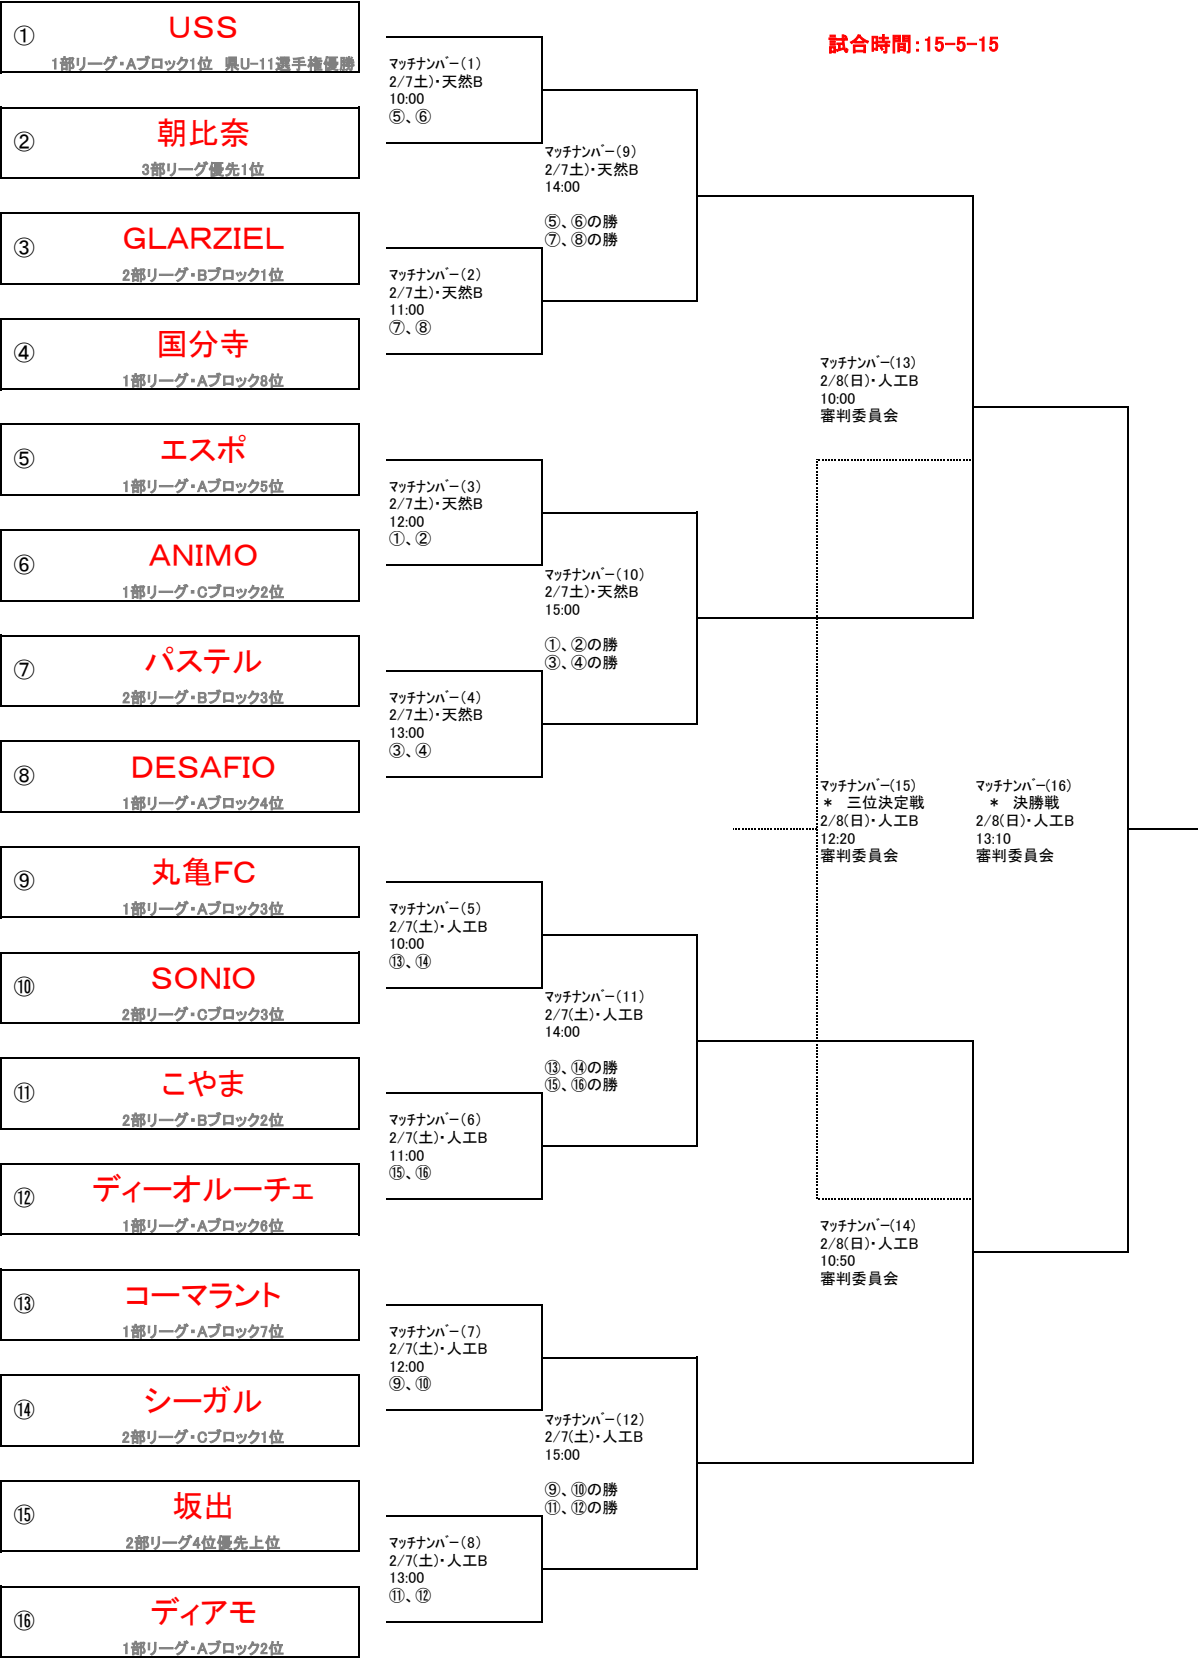 試合時間:15-5-15
① USS
1部リーグ・Aブロック1位　県U-11選手権優勝
② 朝比奈
3部リーグ優先1位
③ GLARZIEL
2部リーグ・Bブロック1位
④ 国分寺
1部リーグ・Aブロック8位
⑤ エスポ
1部リーグ・Aブロック5位
⑥ ANIMO
1部リーグ・Cブロック2位
⑦ パステル
2部リーグ・Bブロック3位
⑧ DESAFIO
1部リーグ・Aブロック4位
⑨ 丸亀FC
1部リーグ・Aブロック3位
⑩ SONIO
2部リーグ・Cブロック3位
⑪ こやま
2部リーグ・Bブロック2位
⑫ ディーオルーチェ
1部リーグ・Aブロック6位
⑬ コーマラント
1部リーグ・Aブロック7位
⑭ シーガル
2部リーグ・Cブロック1位
⑮ 坂出
2部リーグ4位優先上位
⑯ ディアモ
1部リーグ・Aブロック2位
マッチナンバー(1)
2/7土)・天然B
10:00
⑤、⑥
マッチナンバー(2)
2/7土)・天然B
11:00
⑦、⑧
マッチナンバー(3)
2/7土)・天然B
12:00
①、②
マッチナンバー(4)
2/7土)・天然B
13:00
③、④
マッチナンバー(5)
2/7(土)・人工B
10:00
⑬、⑭
マッチナンバー(6)
2/7(土)・人工B
11:00
⑮、⑯
マッチナンバー(7)
2/7(土)・人工B
12:00
⑨、⑩
マッチナンバー(8)
2/7(土)・人工B
13:00
⑪、⑫
マッチナンバー(9)
2/7土)・天然B
14:00
⑤、⑥の勝
⑦、⑧の勝
マッチナンバー(10)
2/7土)・天然B
15:00
①、②の勝
③、④の勝
マッチナンバー(11)
2/7(土)・人工B
14:00
⑬、⑭の勝
⑮、⑯の勝
マッチナンバー(12)
2/7(土)・人工B
15:00
⑨、⑩の勝
⑪、⑫の勝
マッチナンバー(13)
2/8(日)・人工B
10:00
審判委員会
マッチナンバー(14)
2/8(日)・人工B
10:50
審判委員会
マッチナンバー(15)
＊ 三位決定戦
2/8(日)・人工B
12:20
審判委員会
マッチナンバー(16)
＊ 決勝戦
2/8(日)・人工B
13:10
審判委員会